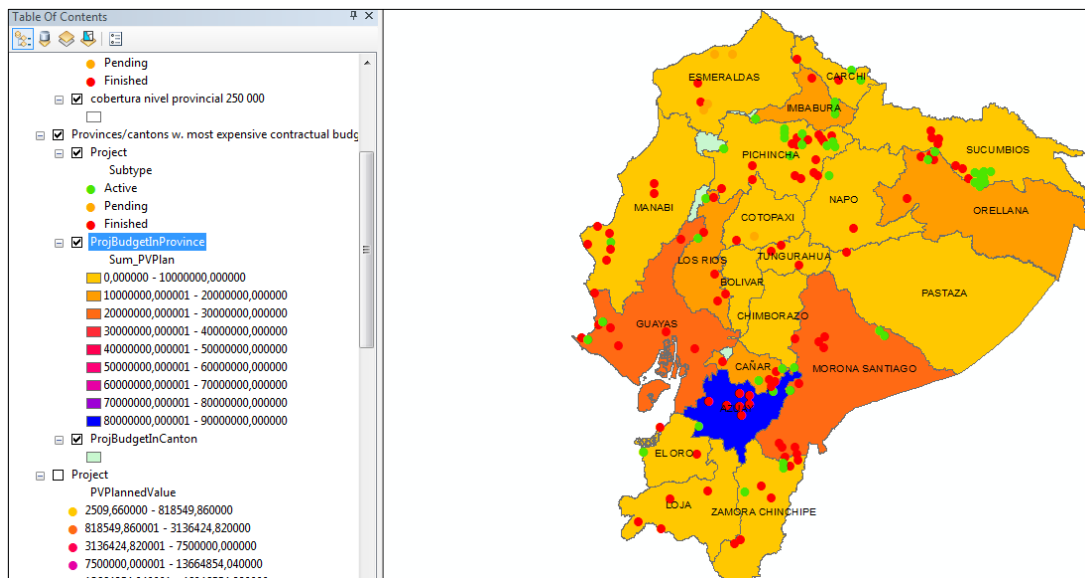 Table Of Contents
Pending
Finished
cobertura nivel provincial 250 000
Provinces/cantons w. most expensive contractual budg
Project
Subtype
Active
Pending
Finished
ProjBudgetInProvince
Sum_PVPlan
0,000000 - 10000000,000000
10000000,000001 - 20000000,000000
20000000,000001 - 30000000,000000
30000000,000001 - 40000000,000000
40000000,000001 - 50000000,000000
50000000,000001 - 60000000,000000
60000000,000001 - 70000000,000000
70000000,000001 - 80000000,000000
80000000,000001 - 90000000,000000
ProjBudgetInCanton
Project
PVPlannedValue
2509,660000 - 818549,860000
818549,860001 - 3136424,820000
3136424,820001 - 7500000,000000
7500000,000001 - 13664854,040000
ESMERALDAS
CARCHI
IMBABURA
SUCUMBIOS
PICHINCHA
MANABI
NAPO
ORELLANA
COTOPAXI
LOS RIOS
TUNGURAHUA
BOLIVAR
PASTAZA
CHIMBORAZO
GUAYAS
CAÑAR
MORONA SANTIAGO
EL ORO
LOJA
ZAMORA CHINCHIPE